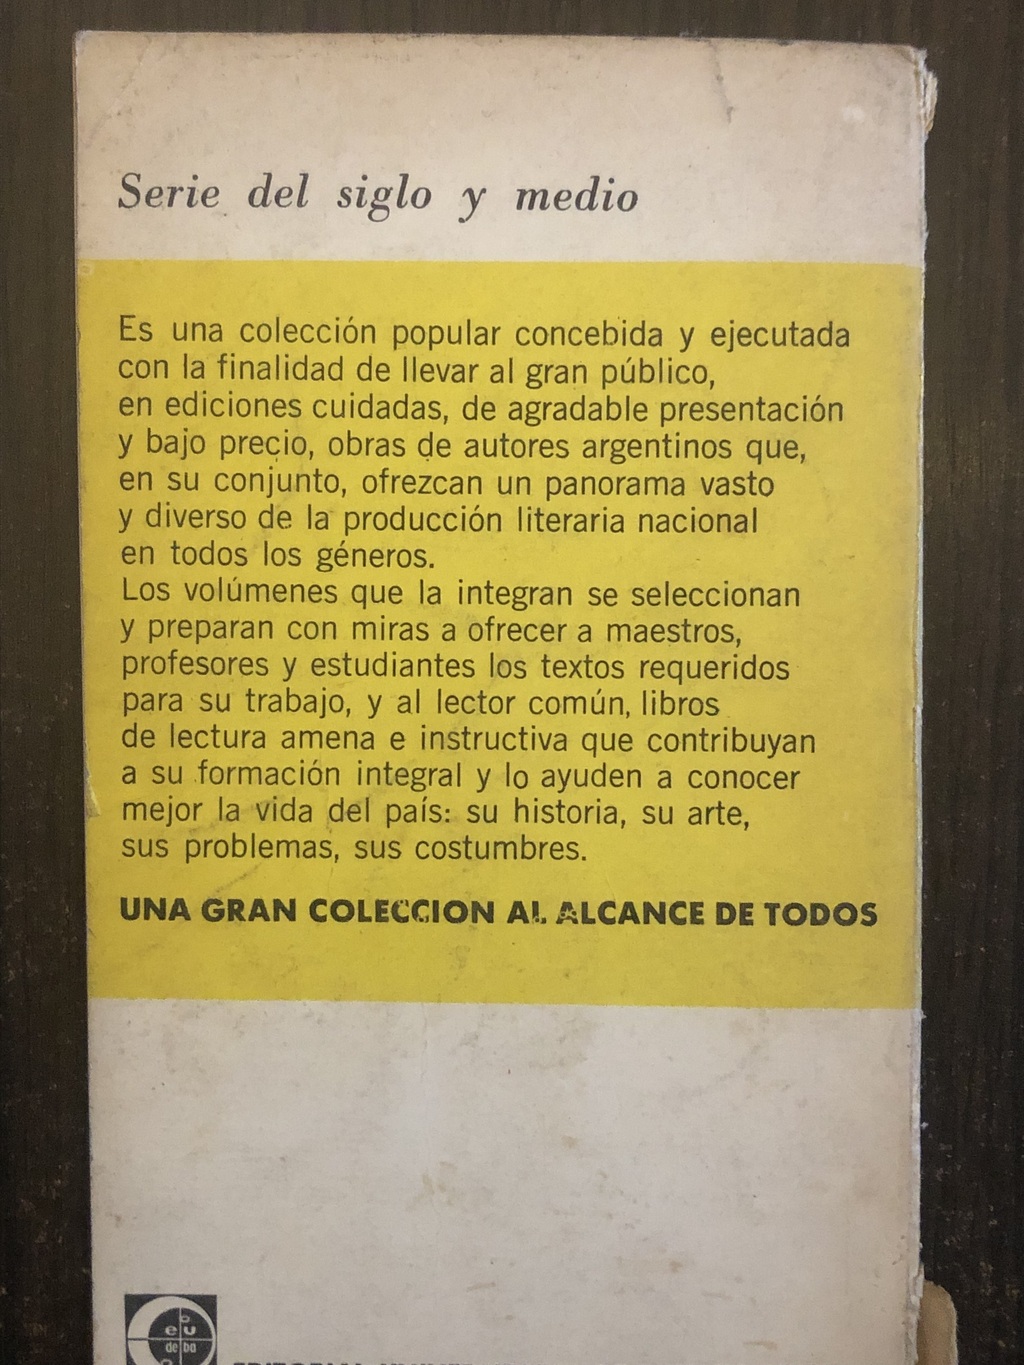 Serie del siglo y medio
Es una colección popular concebida y ejecutada
con la finalidad de llevar al gran público,
en ediciones cuidadas, de agradable presentación
y bajo precio, obras de autores argentinos que,
en su conjunto, ofrezcan un panorama vasto
y diverso de la producción literaria nacional
en todos los géneros.
Los volúmenes que la integran se seleccionan
y preparan con miras a ofrecer a maestros,
profesores y estudiantes los textos requeridos
para su trabajo, y al lector común, libros
de lectura amena e instructiva que contribuyan
a su formación integral y lo ayuden a conocer
mejor la vida del país: su historia, su arte,
sus problemas, sus costumbres.
UNA GRAN COLECCION AL ALCANCE DE TODOS
eu
de ba